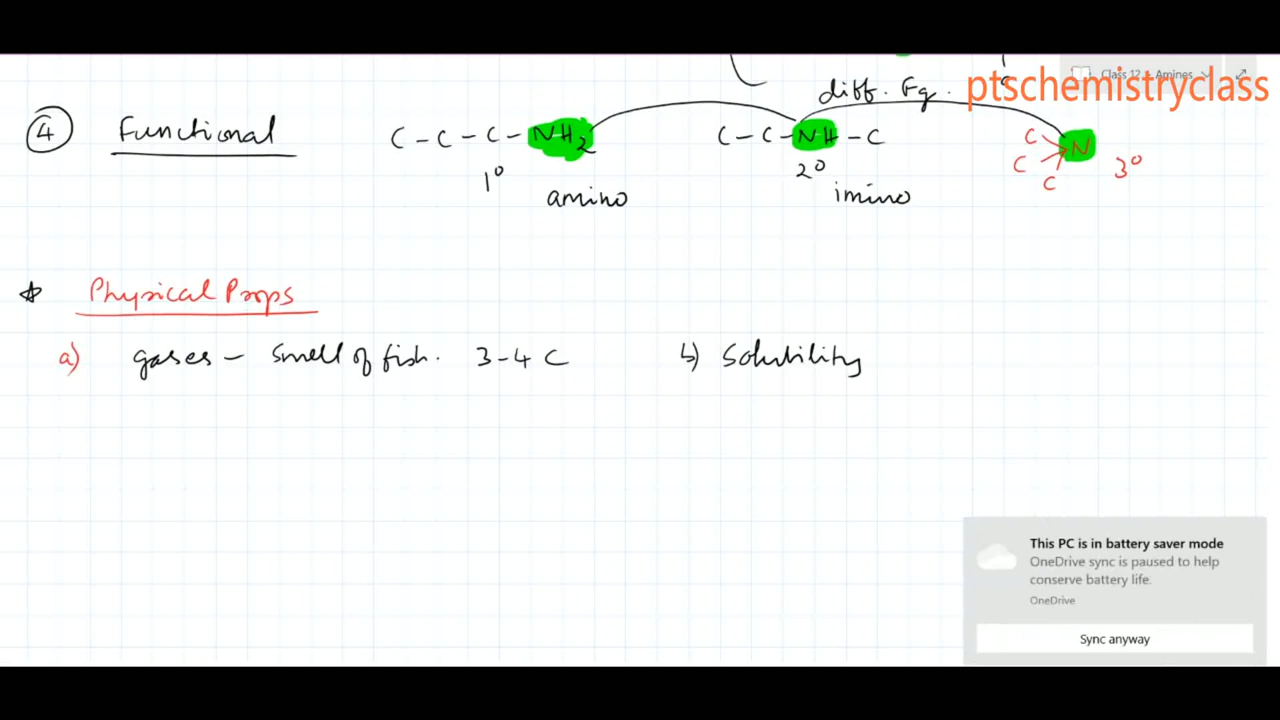 Class 12 - Amines
ptschemistryclass
diff. Fg.
④ Functional
C - C - C - NH2
C - C - NH - C
C
C
C
N
1°
2°
3°
amino
imino
* Physical Props
a) gases - Smell of fish. 3-4 C
b) Solubility
This PC is in battery saver mode
OneDrive sync is paused to help
conserve battery life.
OneDrive
Sync anyway